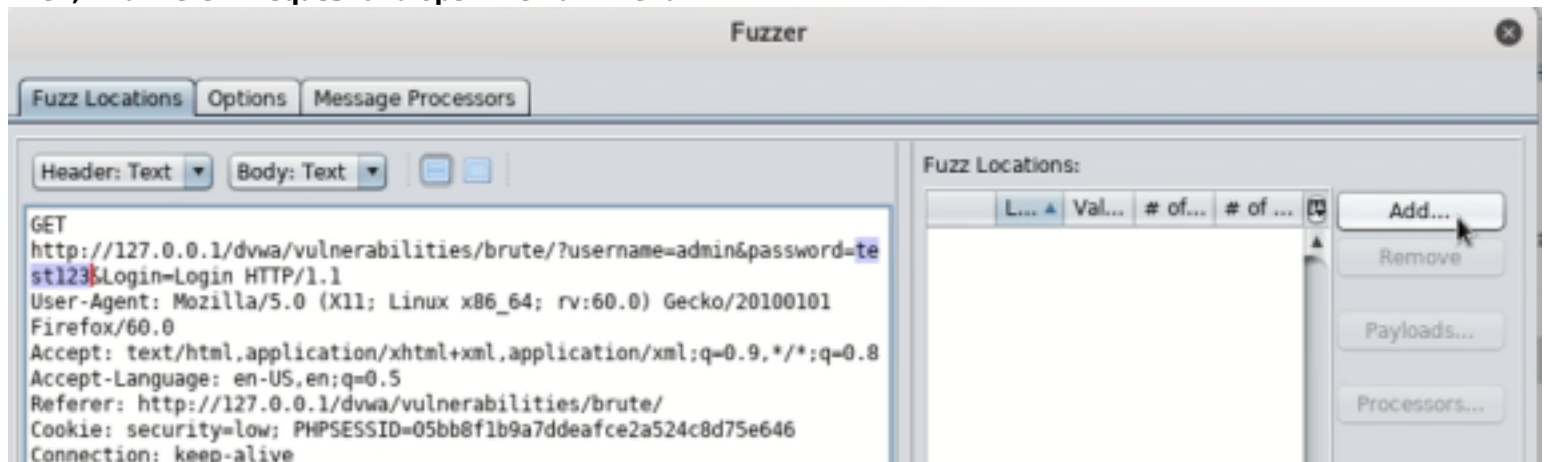 Fuzzer
Fuzz Locations Options Message Processors
Header: Text Body: Text
Fuzz Locations:
L... Val... # of... # of ...
Add...
Remove
Payloads...
Processors...
GET
http://127.0.0.1/dvwa/vulnerabilities/brute/?username=admin&password=te
st123&Login=Login HTTP/1.1
User-Agent: Mozilla/5.0 (X11; Linux x86_64; rv:60.0) Gecko/20100101
Firefox/60.0
Accept: text/html,application/xhtml+xml,application/xml;q=0.9,*/*;q=0.8
Accept-Language: en-US,en;q=0.5
Referer: http://127.0.0.1/dvwa/vulnerabilities/brute/
Cookie: security=low; PHPSESSID=05bb8f1b9a7ddeafce2a524c8d75e646
Connection: keep-alive